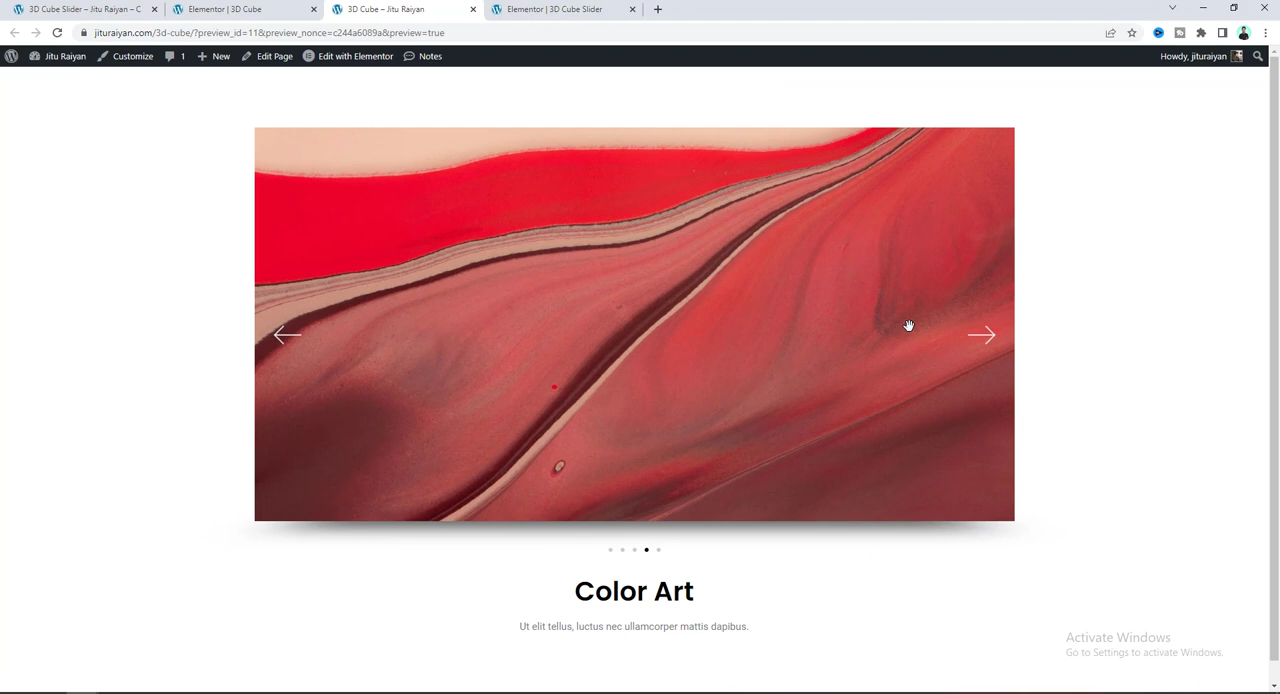 3D Cube Slider – Jitu Raiyan – C
Elementor | 3D Cube
3D Cube – Jitu Raiyan
Elementor | 3D Cube Slider
jituraiyan.com/3d-cube/?preview_id=11&preview_nonce=c244a6089a&preview=true
Jitu Raiyan
Customize
1
New
Edit Page
Edit with Elementor
Notes
Howdy, jituraiyan
Color Art
Ut elit tellus, luctus nec ullamcorper mattis dapibus.
Activate Windows
Go to Settings to activate Windows.